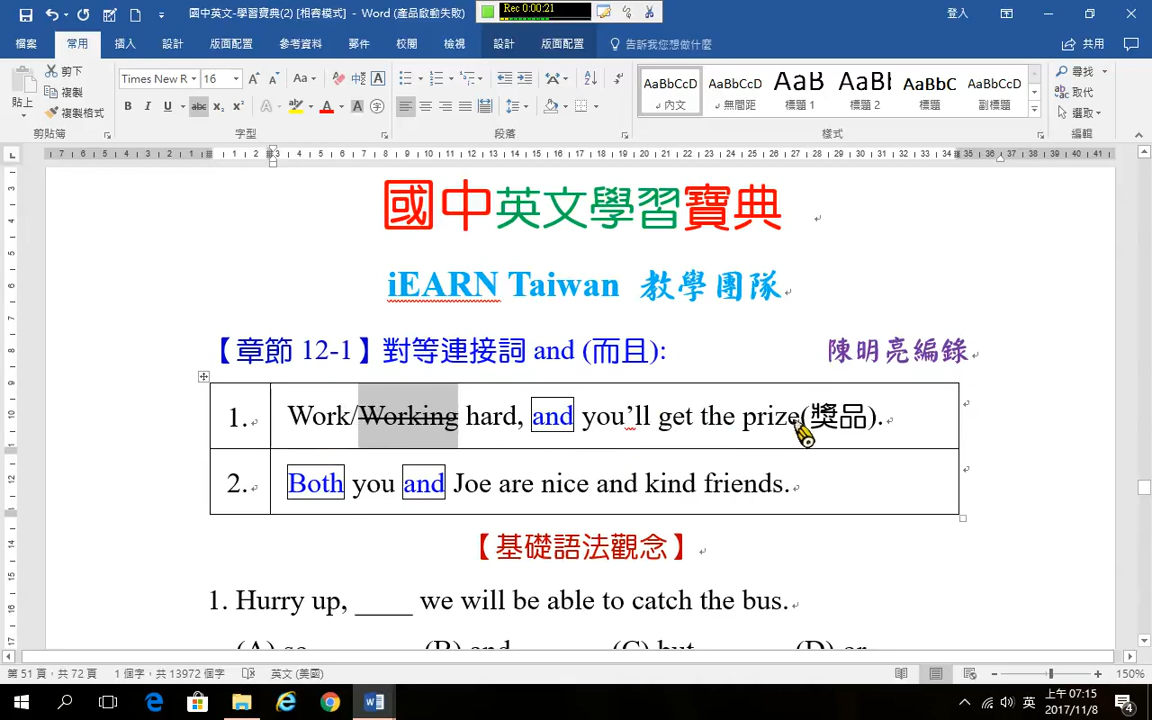 國中英文-學習寶典(2) [相容模式] - Word (產品啟動失敗)
Rec 0:00:21
登入
檔案 常用 插入 設計 版面配置 參考資料 郵件 校閱 檢視 設計 版面配置 告訴我您想做什麼 共用
貼上 剪下 複製 複製格式
Times New R 16
AaBbCcD AaBbCcD AaB AaBl AaBbC AaBbCcD
內文 無間距 標題 1 標題 2 標題 副標題
尋找 取代 選取
剪貼簿 字型 段落 樣式 編輯
國中英文學習寶典
iEARN Taiwan 教學團隊
【章節 12-1】對等連接詞 and (而且): 陳明亮編錄
1. Work/Working hard, and you’ll get the prize(獎品).
2. Both you and Joe are nice and kind friends.
【基礎語法觀念】
1. Hurry up, ____ we will be able to catch the bus.
(A) so (B) and (C) but (D) or
第 51 頁，共 72 頁 1 個字，共 13972 個字 英文 (美國) 150%
上午 07:15
英
2017/11/8
4